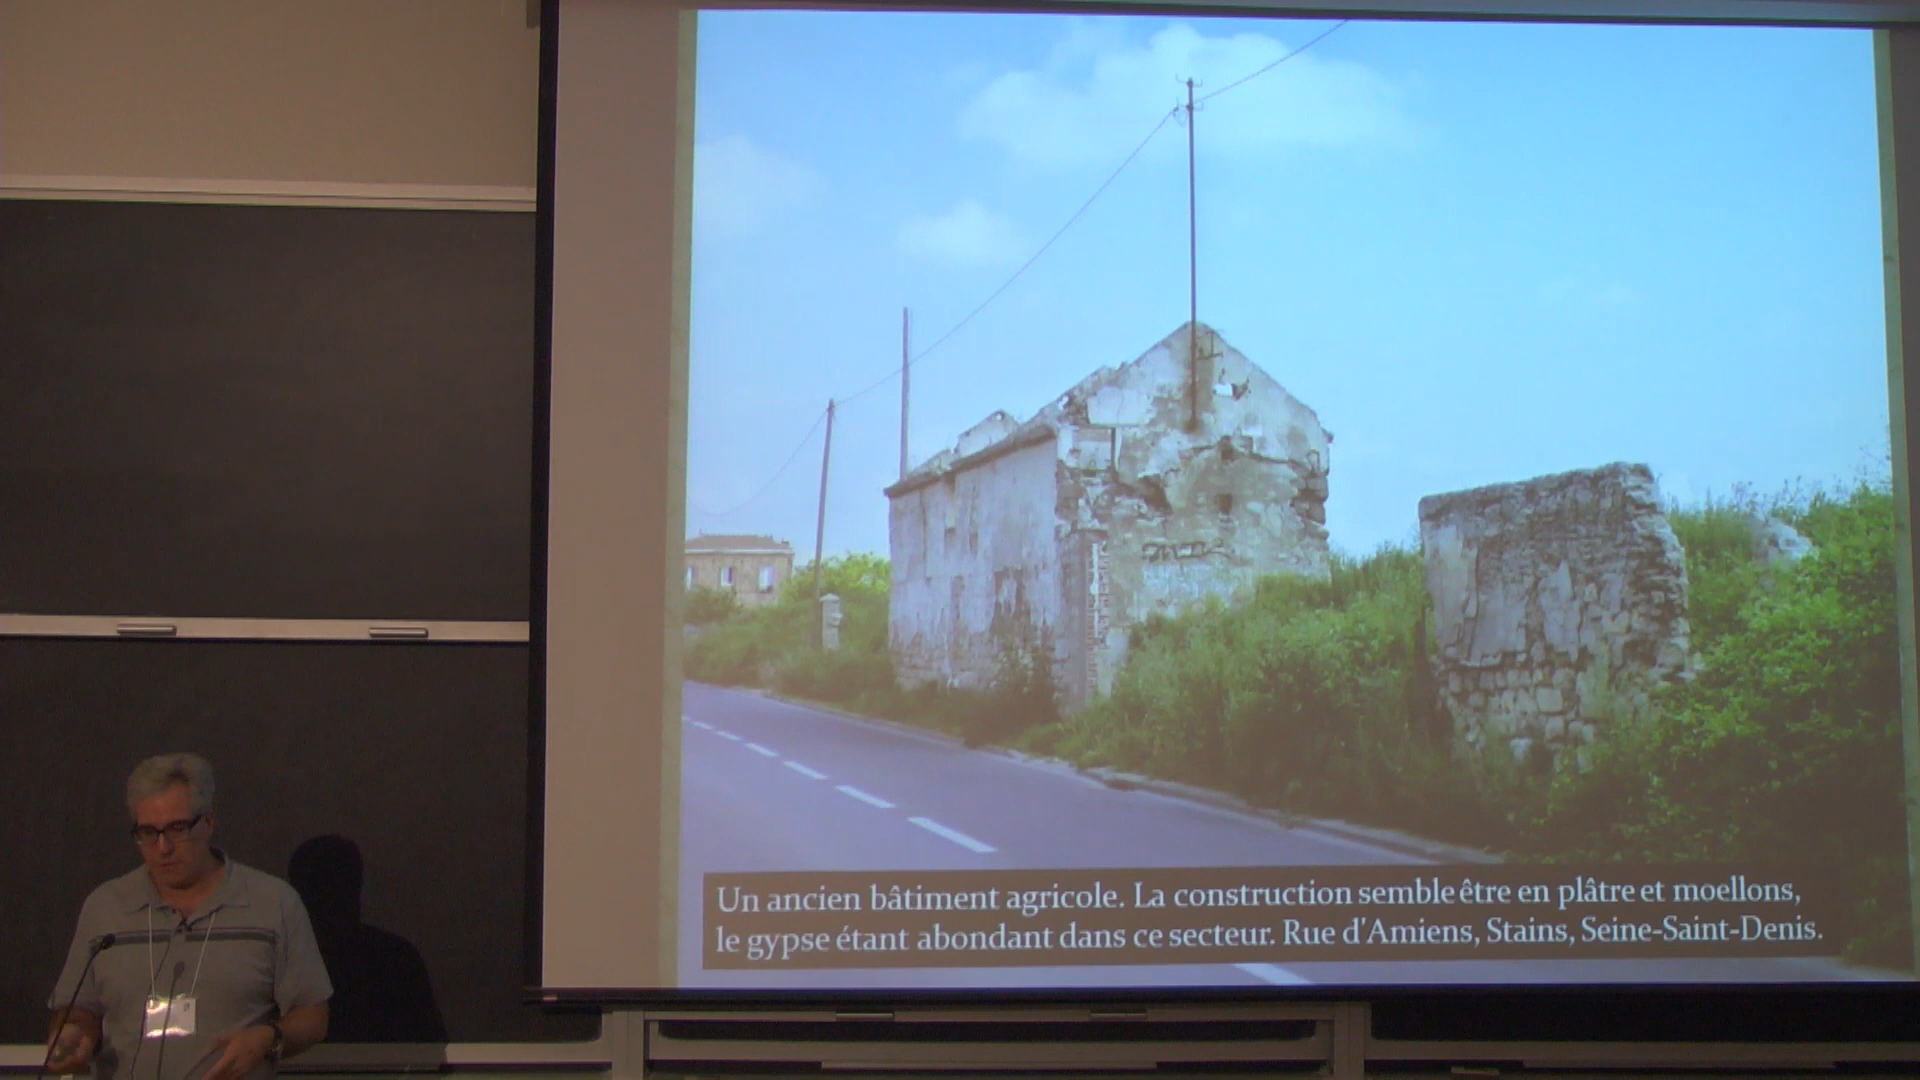 Un ancien bâtiment agricole. La construction semble être en plâtre et moellons,
le gypse étant abondant dans ce secteur. Rue d'Amiens, Stains, Seine-Saint-Denis.